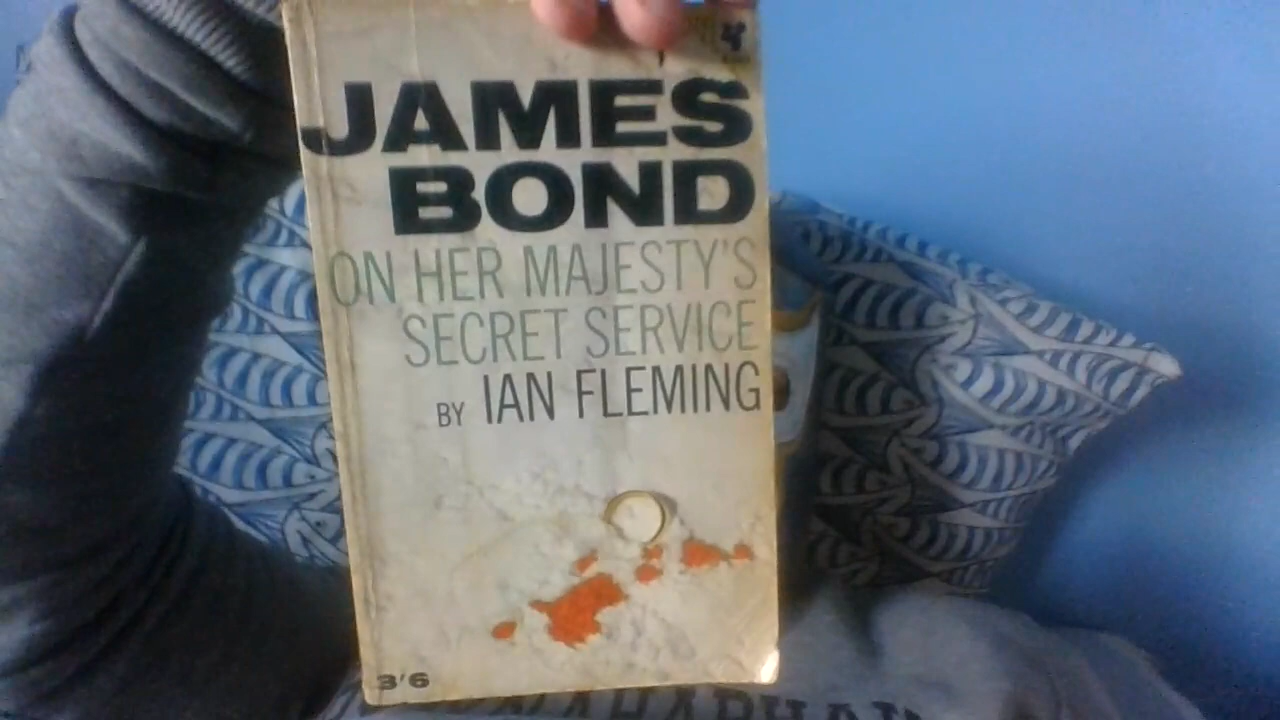 JAMES
BOND
ON HER MAJESTY'S
SECRET SERVICE
BY IAN FLEMING
3'6